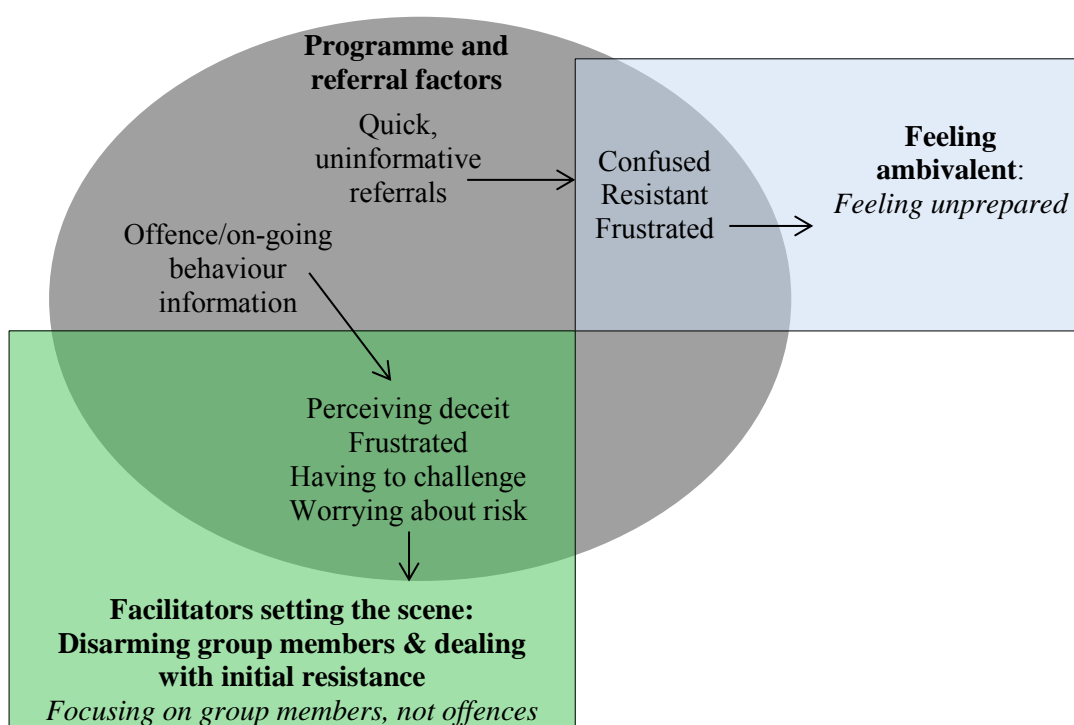 Programme and
referral factors
Quick,
uninformative
referrals
Confused
Resistant
Frustrated
Feeling
ambivalent:
Feeling unprepared
Offence/on-going
behaviour
information
Perceiving deceit
Frustrated
Having to challenge
Worrying about risk
Facilitators setting the scene:
Disarming group members & dealing
with initial resistance
Focusing on group members, not offences